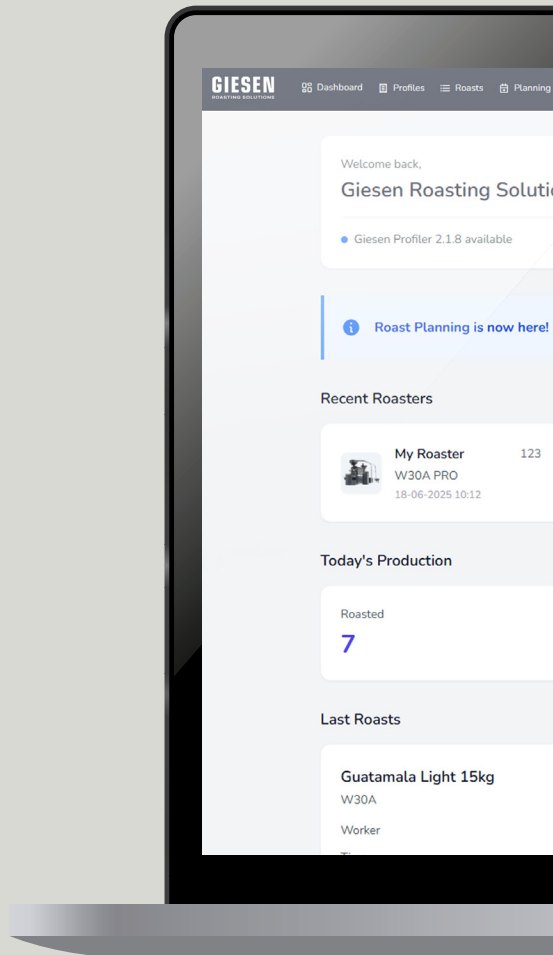 GIESEN
ROASTING SOLUTIONS
Dashboard Profiles Roasts Planning
Welcome back,
Giesen Roasting
Giesen Profiler 2.1.8 available
Roast Planning is now here!
Recent Roasters
My Roaster 123
W30A PRO
18-06-2025 10:12
Today's Production
Roasted
7
Last Roasts
Guatamala Light 15kg
W30A
Worker